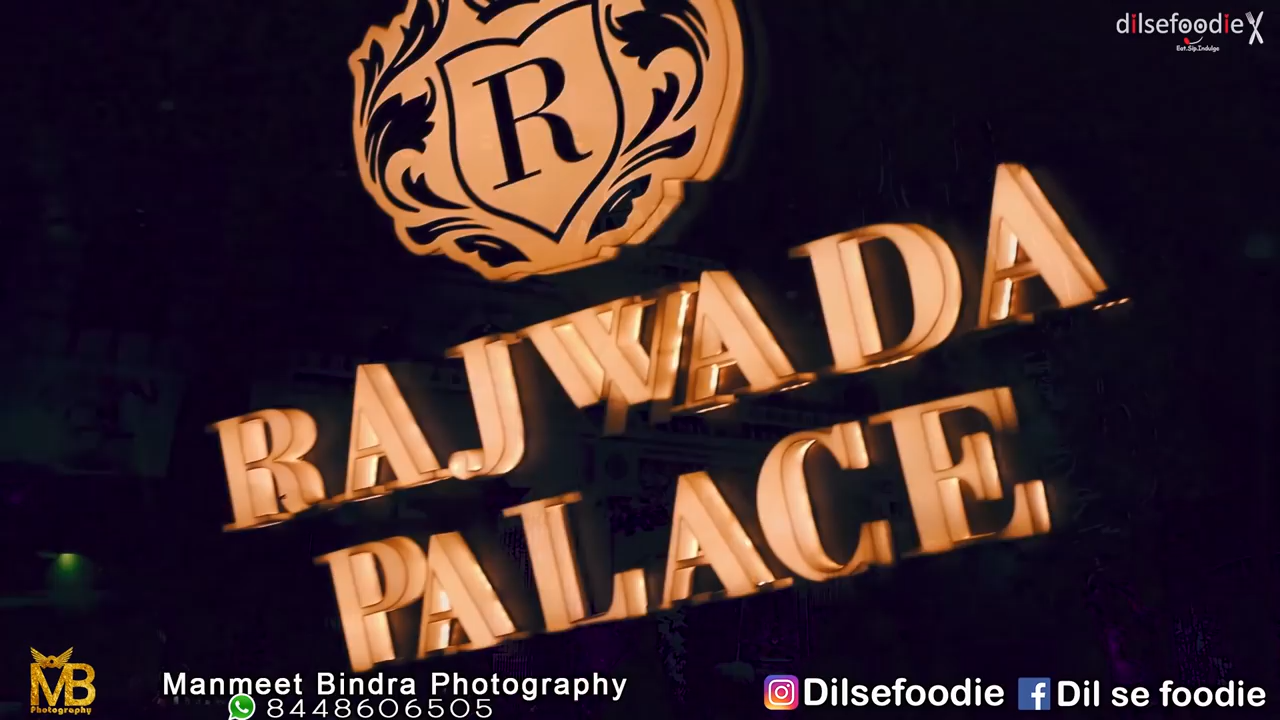 dilsefoodie
Eat.Sip.Indulge
R
RAJWADA
PALACE
MB
Photography
Manmeet Bindra Photography
8448606505
Dilsefoodie
Dil se foodie